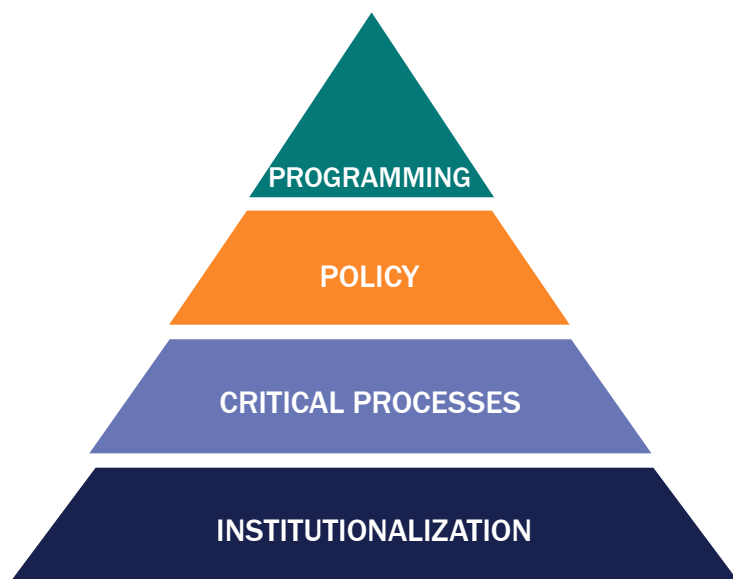 PROGRAMMING
POLICY
CRITICAL PROCESSES
INSTITUTIONALIZATION